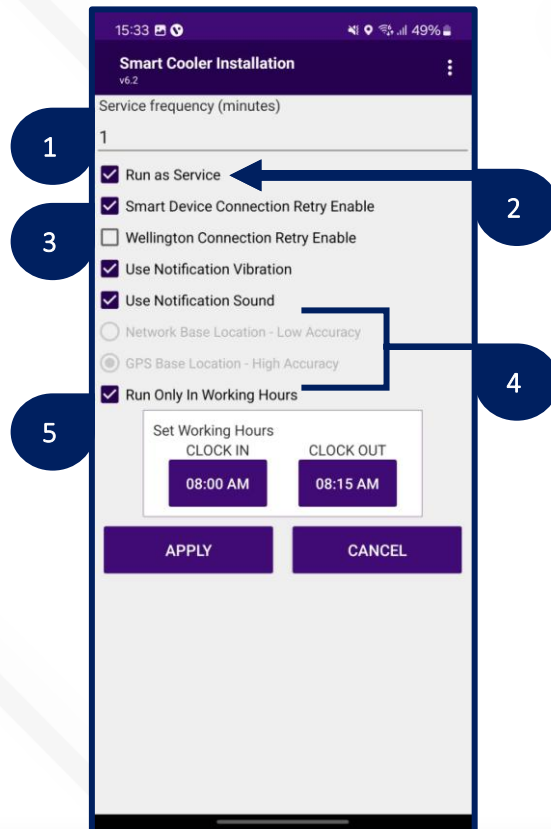 15:33 49%
Smart Cooler Installation
v6.2
Service frequency (minutes)
1
1
Run as Service
2
Smart Device Connection Retry Enable
3
Wellington Connection Retry Enable
Use Notification Vibration
Use Notification Sound
Network Base Location - Low Accuracy
GPS Base Location - High Accuracy
4
Run Only In Working Hours
5
Set Working Hours
CLOCK IN CLOCK OUT
08:00 AM 08:15 AM
APPLY CANCEL